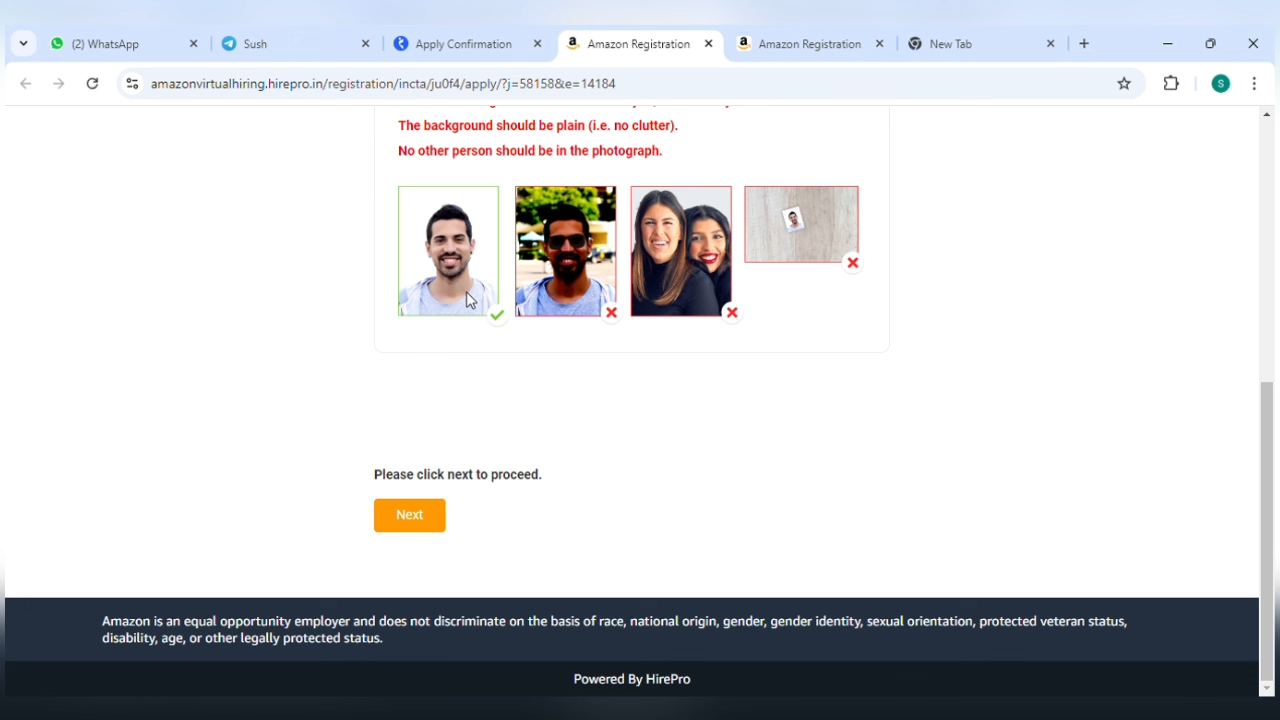 (2) WhatsApp
Sush
Apply Confirmation
Amazon Registration
Amazon Registration
New Tab
amazonvirtualhiring.hirepro.in/registration/incta/ju0f4/apply/?j=58158&e=14184
S
The background should be plain (i.e. no clutter).
No other person should be in the photograph.
Please click next to proceed.
Next
Amazon is an equal opportunity employer and does not discriminate on the basis of race, national origin, gender, gender identity, sexual orientation, protected veteran status,
disability, age, or other legally protected status.
Powered By HirePro